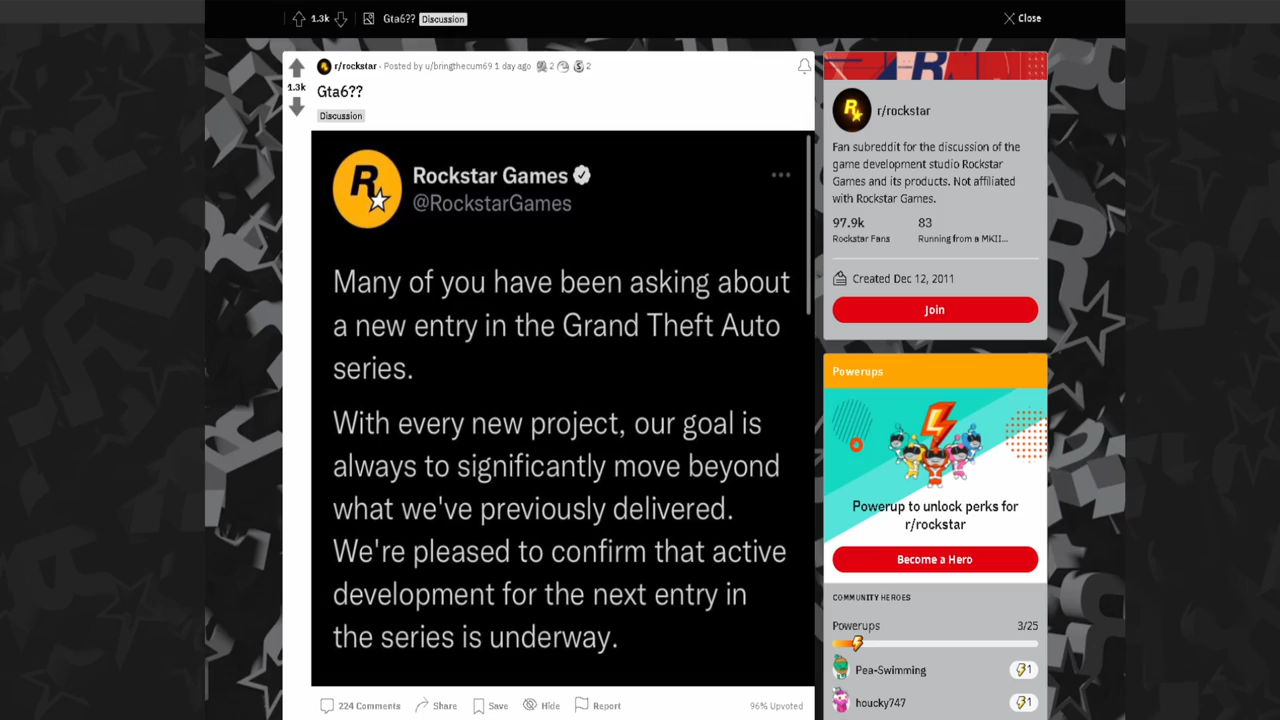 1.3k Gta6?? Discussion Close
r/rockstar · Posted by u/bringthecum69 1 day ago 2 2
1.3k
Gta6??
Discussion
Rockstar Games
@RockstarGames
Many of you have been asking about
a new entry in the Grand Theft Auto
series.
With every new project, our goal is
always to significantly move beyond
what we've previously delivered.
We're pleased to confirm that active
development for the next entry in
the series is underway.
224 Comments Share Save Hide Report 96% Upvoted
r/rockstar
Fan subreddit for the discussion of the
game development studio Rockstar
Games and its products. Not affiliated
with Rockstar Games.
97.9k 83
Rockstar Fans Running from a MKII...
Created Dec 12, 2011
Join
Powerups
Powerup to unlock perks for
r/rockstar
Become a Hero
COMMUNITY HEROES
Powerups 3/25
Pea-Swimming 1
houcky747 1